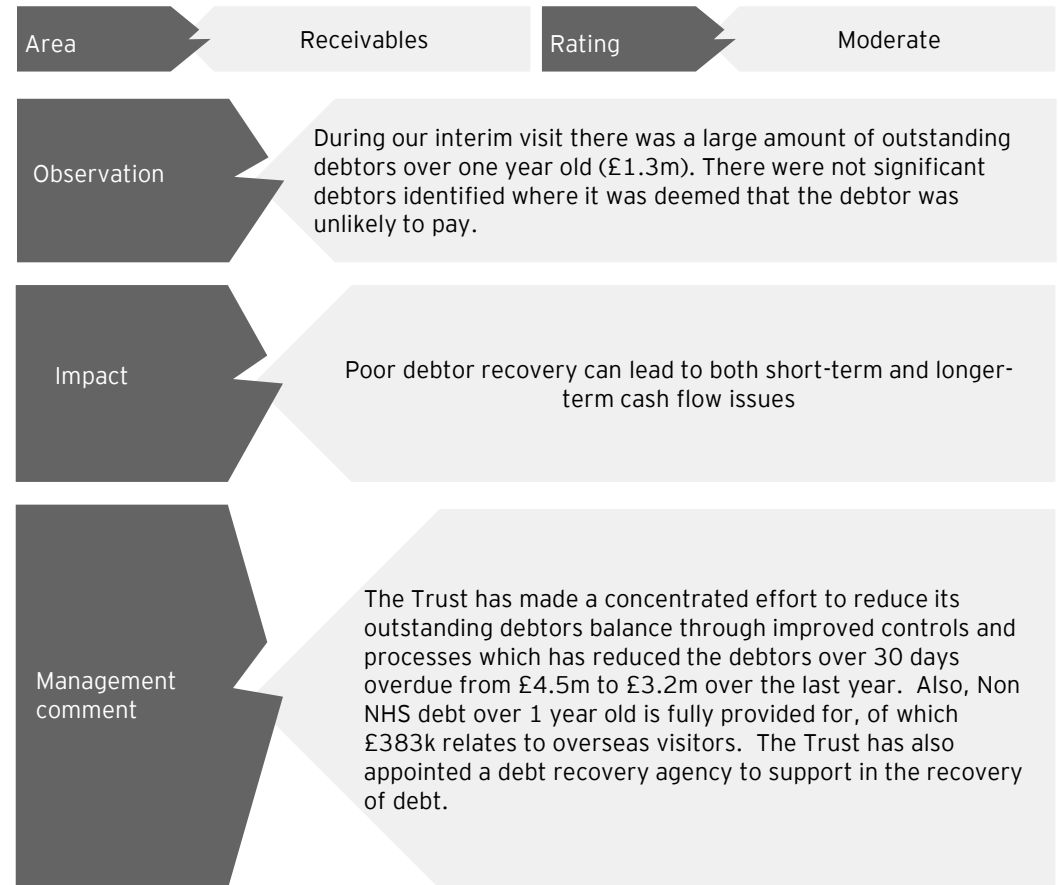 Area
Receivables
Rating
Moderate
Observation
During our interim visit there was a large amount of outstanding
debtors over one year old (£1.3m). There were not significant
debtors identified where it was deemed that the debtor was
unlikely to pay.
Impact
Poor debtor recovery can lead to both short-term and longer-
term cash flow issues
Management
comment
The Trust has made a concentrated effort to reduce its
outstanding debtors balance through improved controls and
processes which has reduced the debtors over 30 days
overdue from £4.5m to £3.2m over the last year.  Also, Non
NHS debt over 1 year old is fully provided for, of which
£383k relates to overseas visitors.  The Trust has also
appointed a debt recovery agency to support in the recovery
of debt.